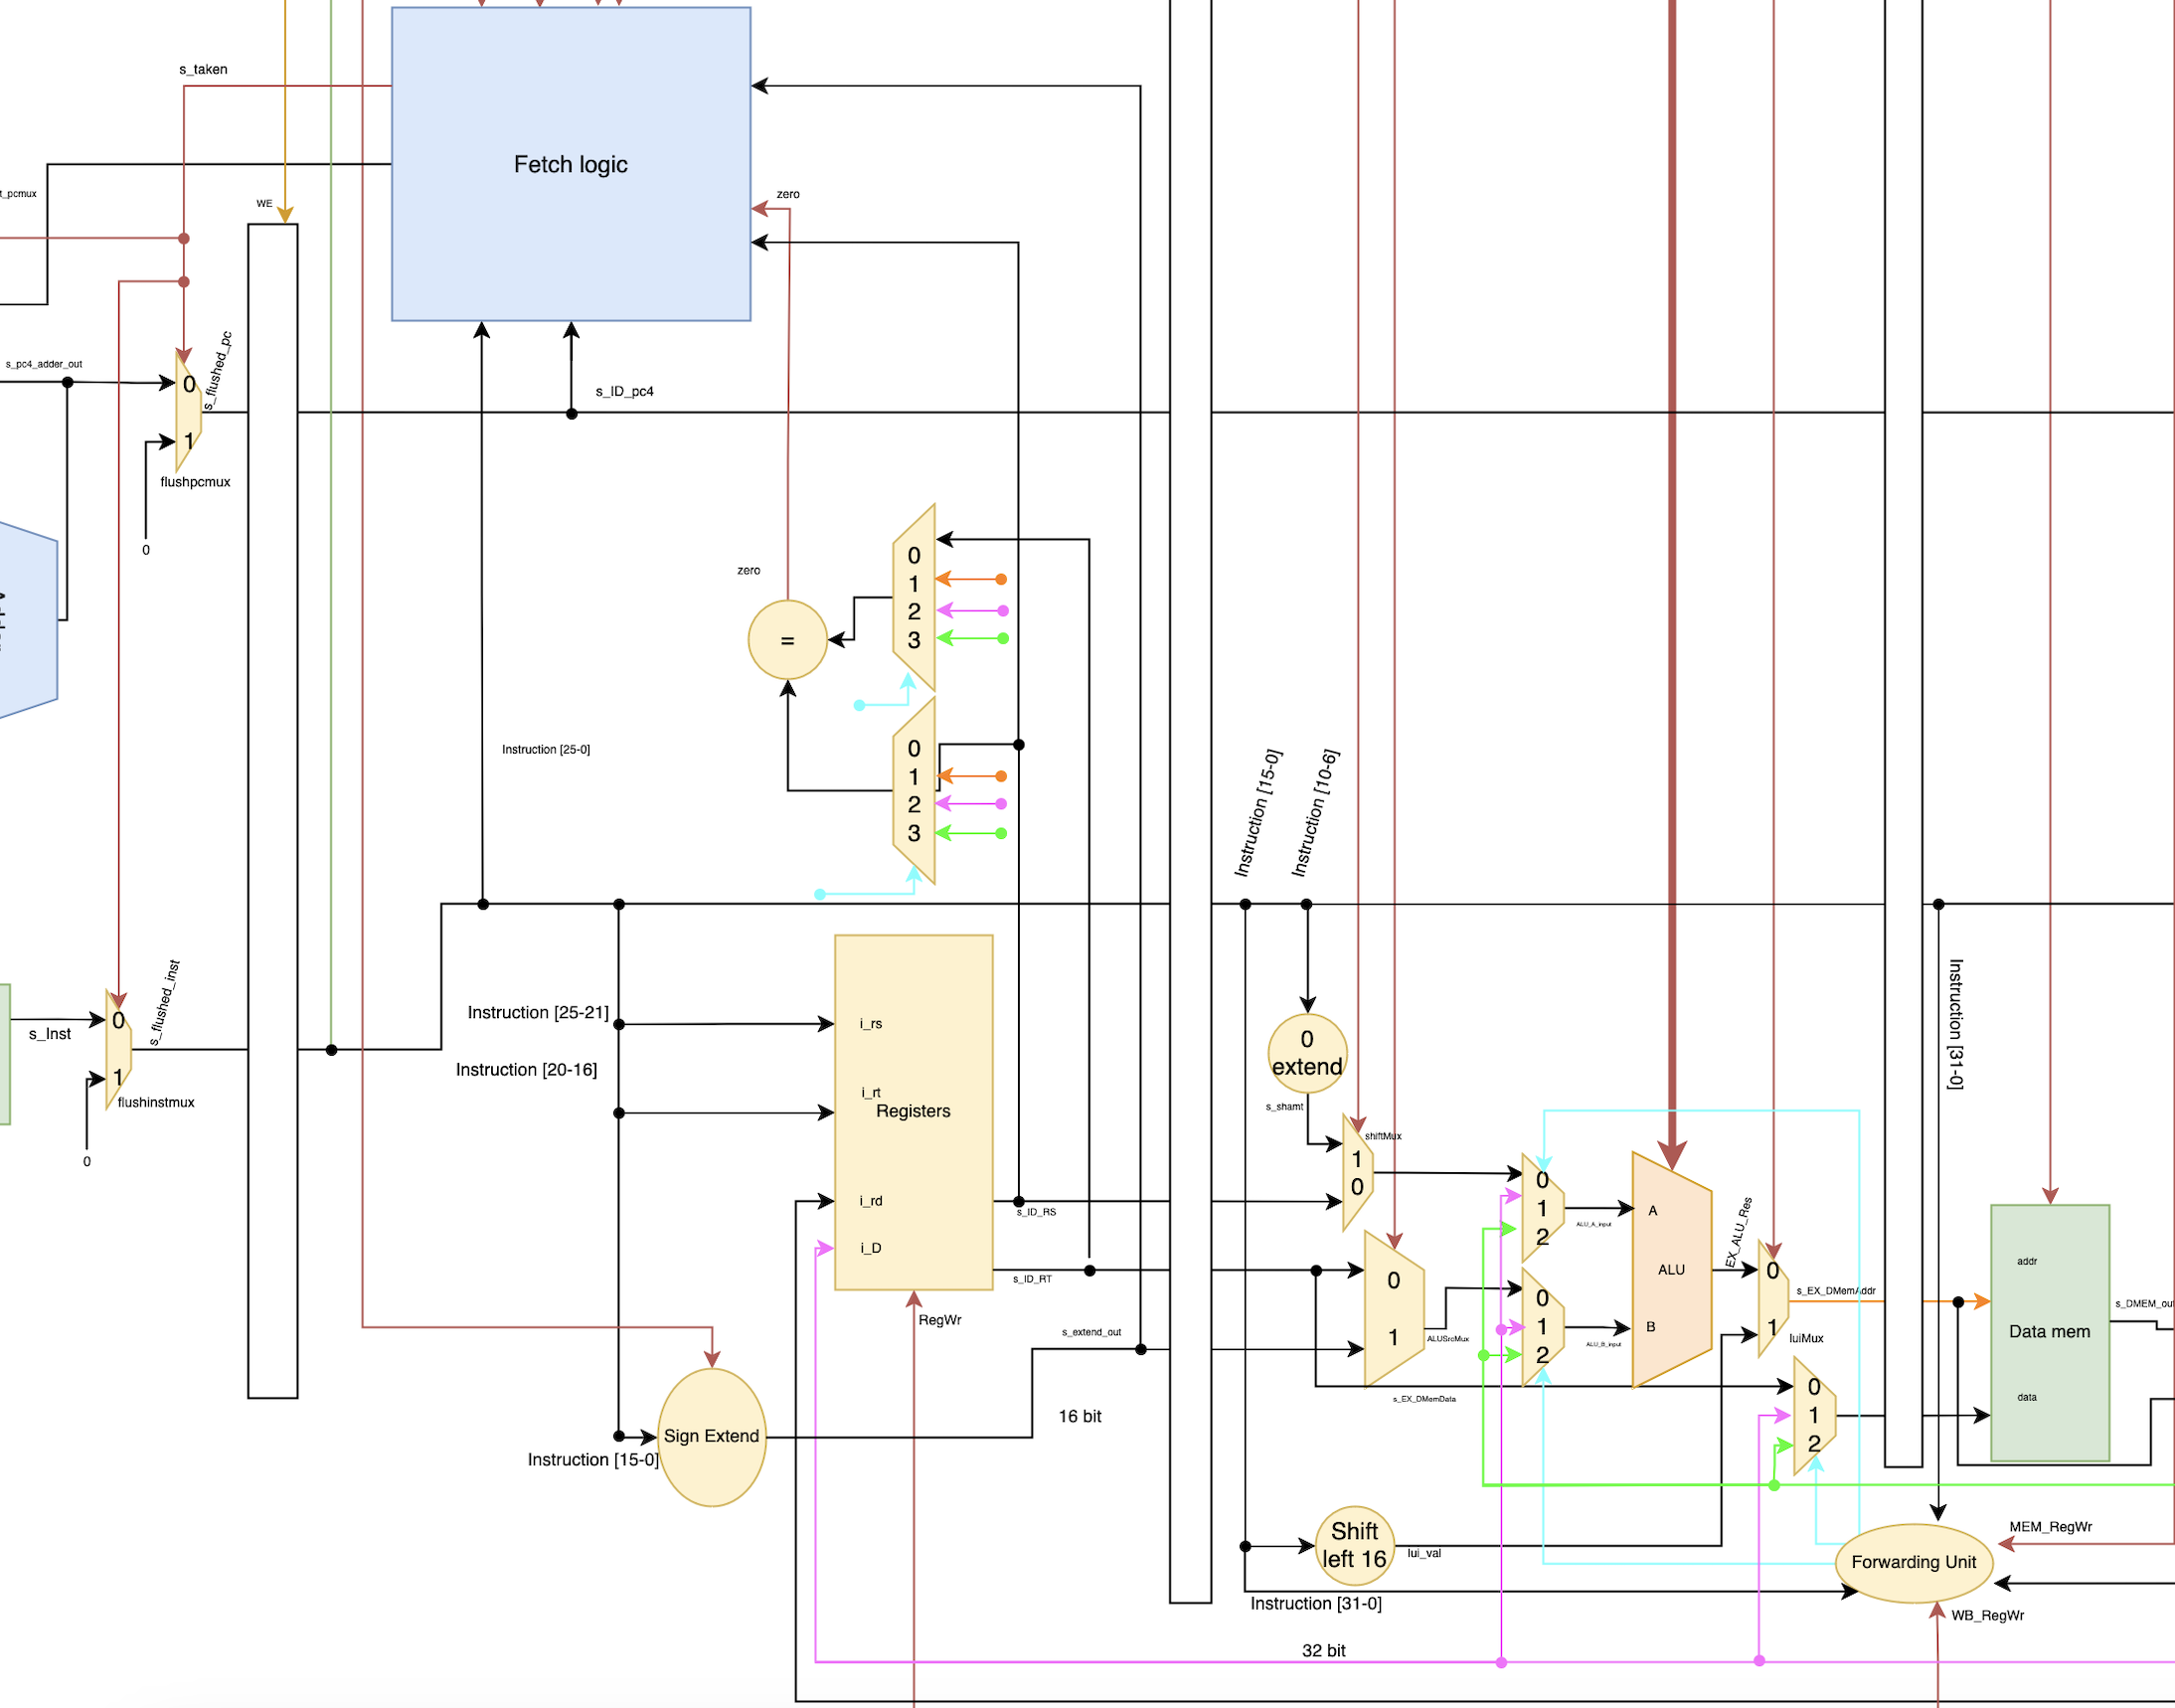 s_taken
Fetch logic
t_pcmux
WE
zero
s_pc4_adder_out
s_flushed_pc
0
1
flushpcmux
0
s_ID_pc4
zero
=
0
1
2
3
0
1
2
3
Instruction [25-0]
Instruction [15-0]
Instruction [10-6]
s_Inst
s_flushed_inst
0
1
flushinstmux
0
Instruction [25-21]
Instruction [20-16]
i_rs
i_rt
Registers
i_rd
i_D
s_ID_RS
s_ID_RT
RegWr
s_extend_out
16 bit
Sign Extend
Instruction [15-0]
0
extend
s_shamt
shiftMux
1
0
0
1
ALUSrcMux
0
1
2
ALU_A_input
0
1
2
ALU_B_input
A
ALU
B
EX_ALU_Res
0
1
luiMux
s_EX_DMemAddr
s_EX_DMemData
0
1
2
Instruction [31-0]
addr
Data mem
data
s_DMEM_out
Shift
left 16
lui_val
Instruction [31-0]
Forwarding Unit
MEM_RegWr
WB_RegWr
32 bit